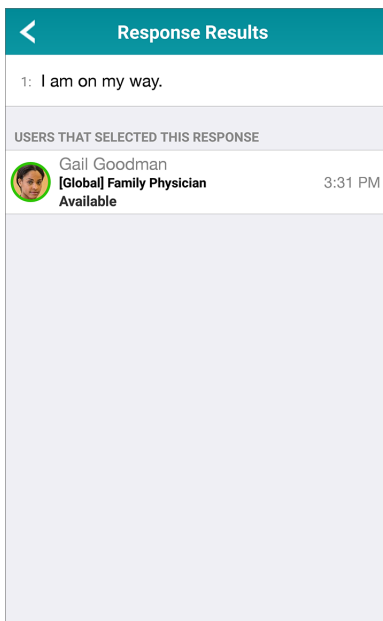 Response Results
1: I am on my way.
USERS THAT SELECTED THIS RESPONSE
Gail Goodman
[Global] Family Physician
3:31 PM
Available